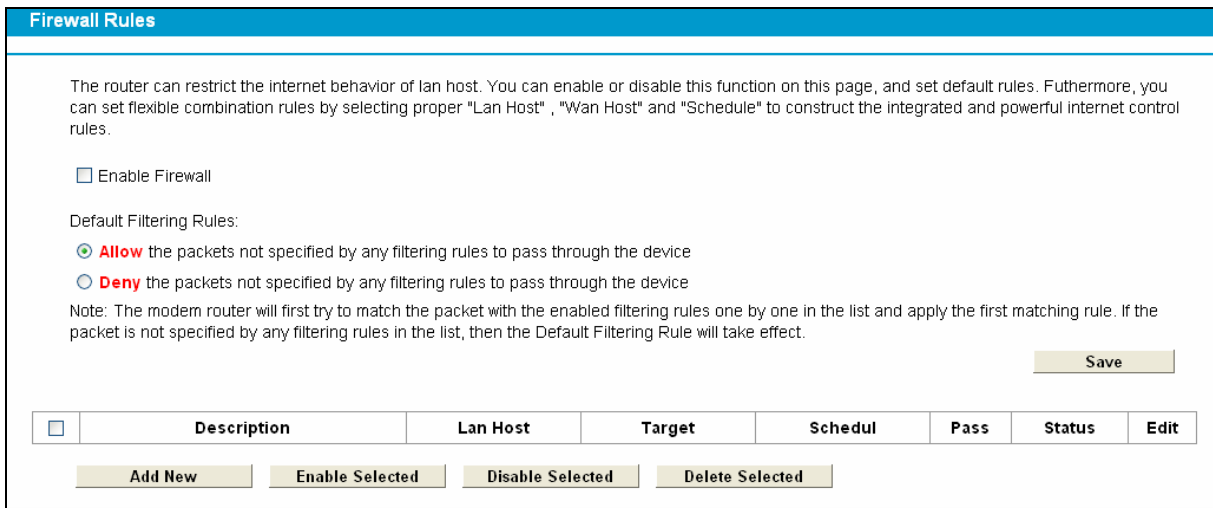 Firewall Rules
The router can restrict the internet behavior of lan host. You can enable or disable this function on this page, and set default rules. Futhermore, you
can set flexible combination rules by selecting proper "Lan Host" , "Wan Host" and "Schedule" to construct the integrated and powerful internet control
rules.
Enable Firewall
Default Filtering Rules:
Allow the packets not specified by any filtering rules to pass through the device
Deny the packets not specified by any filtering rules to pass through the device
Note: The modem router will first try to match the packet with the enabled filtering rules one by one in the list and apply the first matching rule. If the
packet is not specified by any filtering rules in the list, then the Default Filtering Rule will take effect.
Save
Description Lan Host Target Schedul Pass Status Edit
Add New Enable Selected Disable Selected Delete Selected